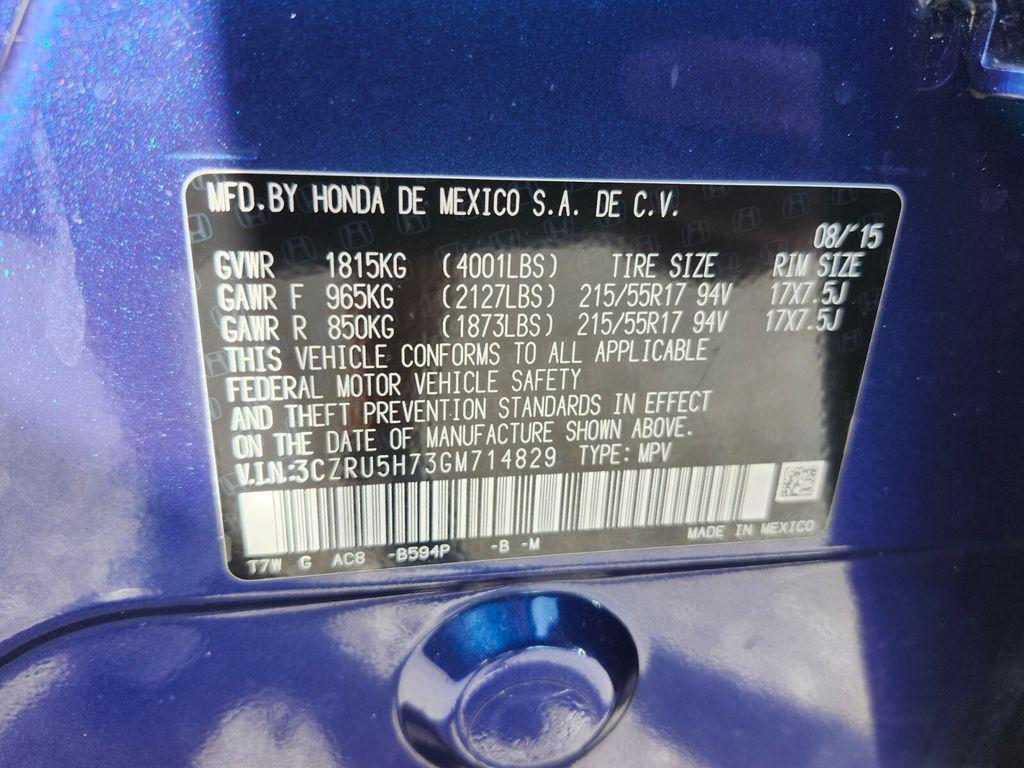 MFD.BY HONDA DE MEXICO S.A. DE C.V.
08/'15
GVWR 1815KG (4001LBS) TIRE SIZE RIM SIZE
GAWR F 965KG (2127LBS) 215/55R17 94V 17X7.5J
GAWR R 850KG (1873LBS) 215/55R17 94V 17X7.5J
THIS VEHICLE CONFORMS TO ALL APPLICABLE
FEDERAL MOTOR VEHICLE SAFETY
AND THEFT PREVENTION STANDARDS IN EFFECT
ON THE DATE OF MANUFACTURE SHOWN ABOVE.
V.I.N:3CZRU5H73GM714829 TYPE: MPV
MADE IN MEXICO
T7W G AC8 -B594P -B -M